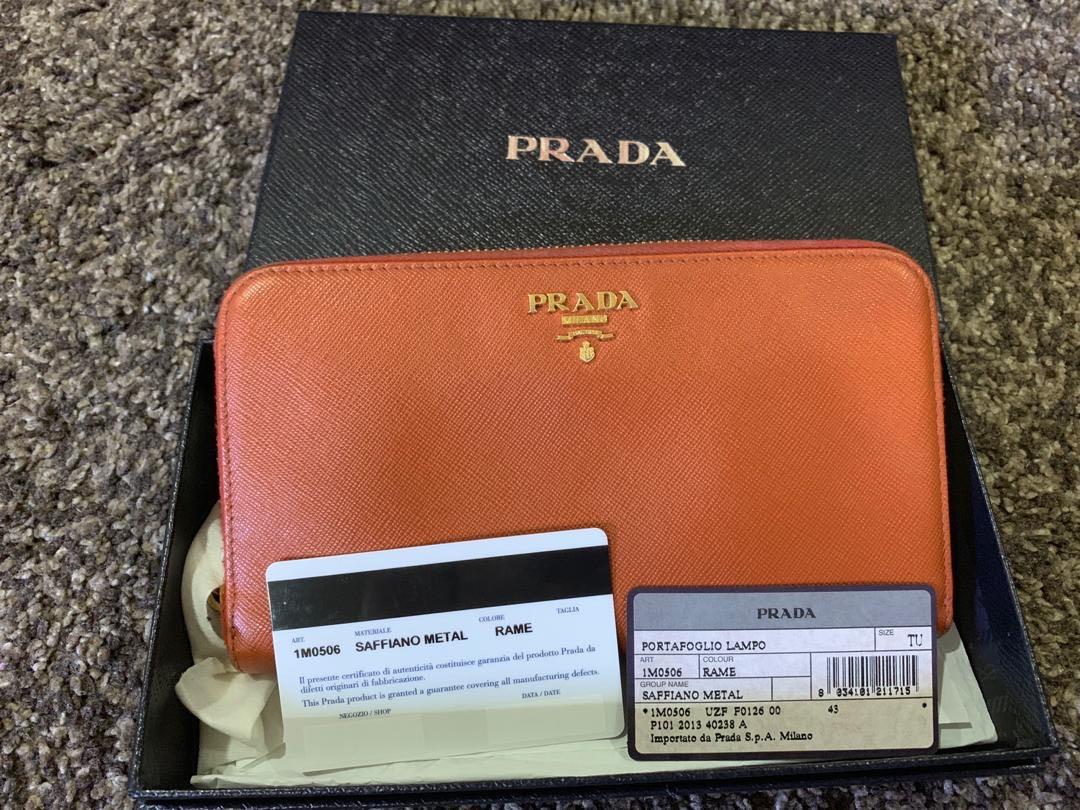 PRADA
PRADA
MILANO
ART.
MATERIALE
COLORE
TAGLIA
1M0506 SAFFIANO METAL RAME
Il presente certificato di autenticità costituisce garanzia del prodotto Prada da
difetti originari di fabbricazione.
This Prada product is granted a guarantee covering all manufacturing defects.
NEGOZIO / SHOP
DATA / DATE
PRADA
PORTAFOGLIO LAMPO
SIZE
TU
ART
COLOUR
1M0506
RAME
GROUP NAME
SAFFIANO METAL
8 034101 211715
*1M0506 UZF F0126 00 43 *
P101 2013 40238 A
Importato da Prada S.p.A. Milano